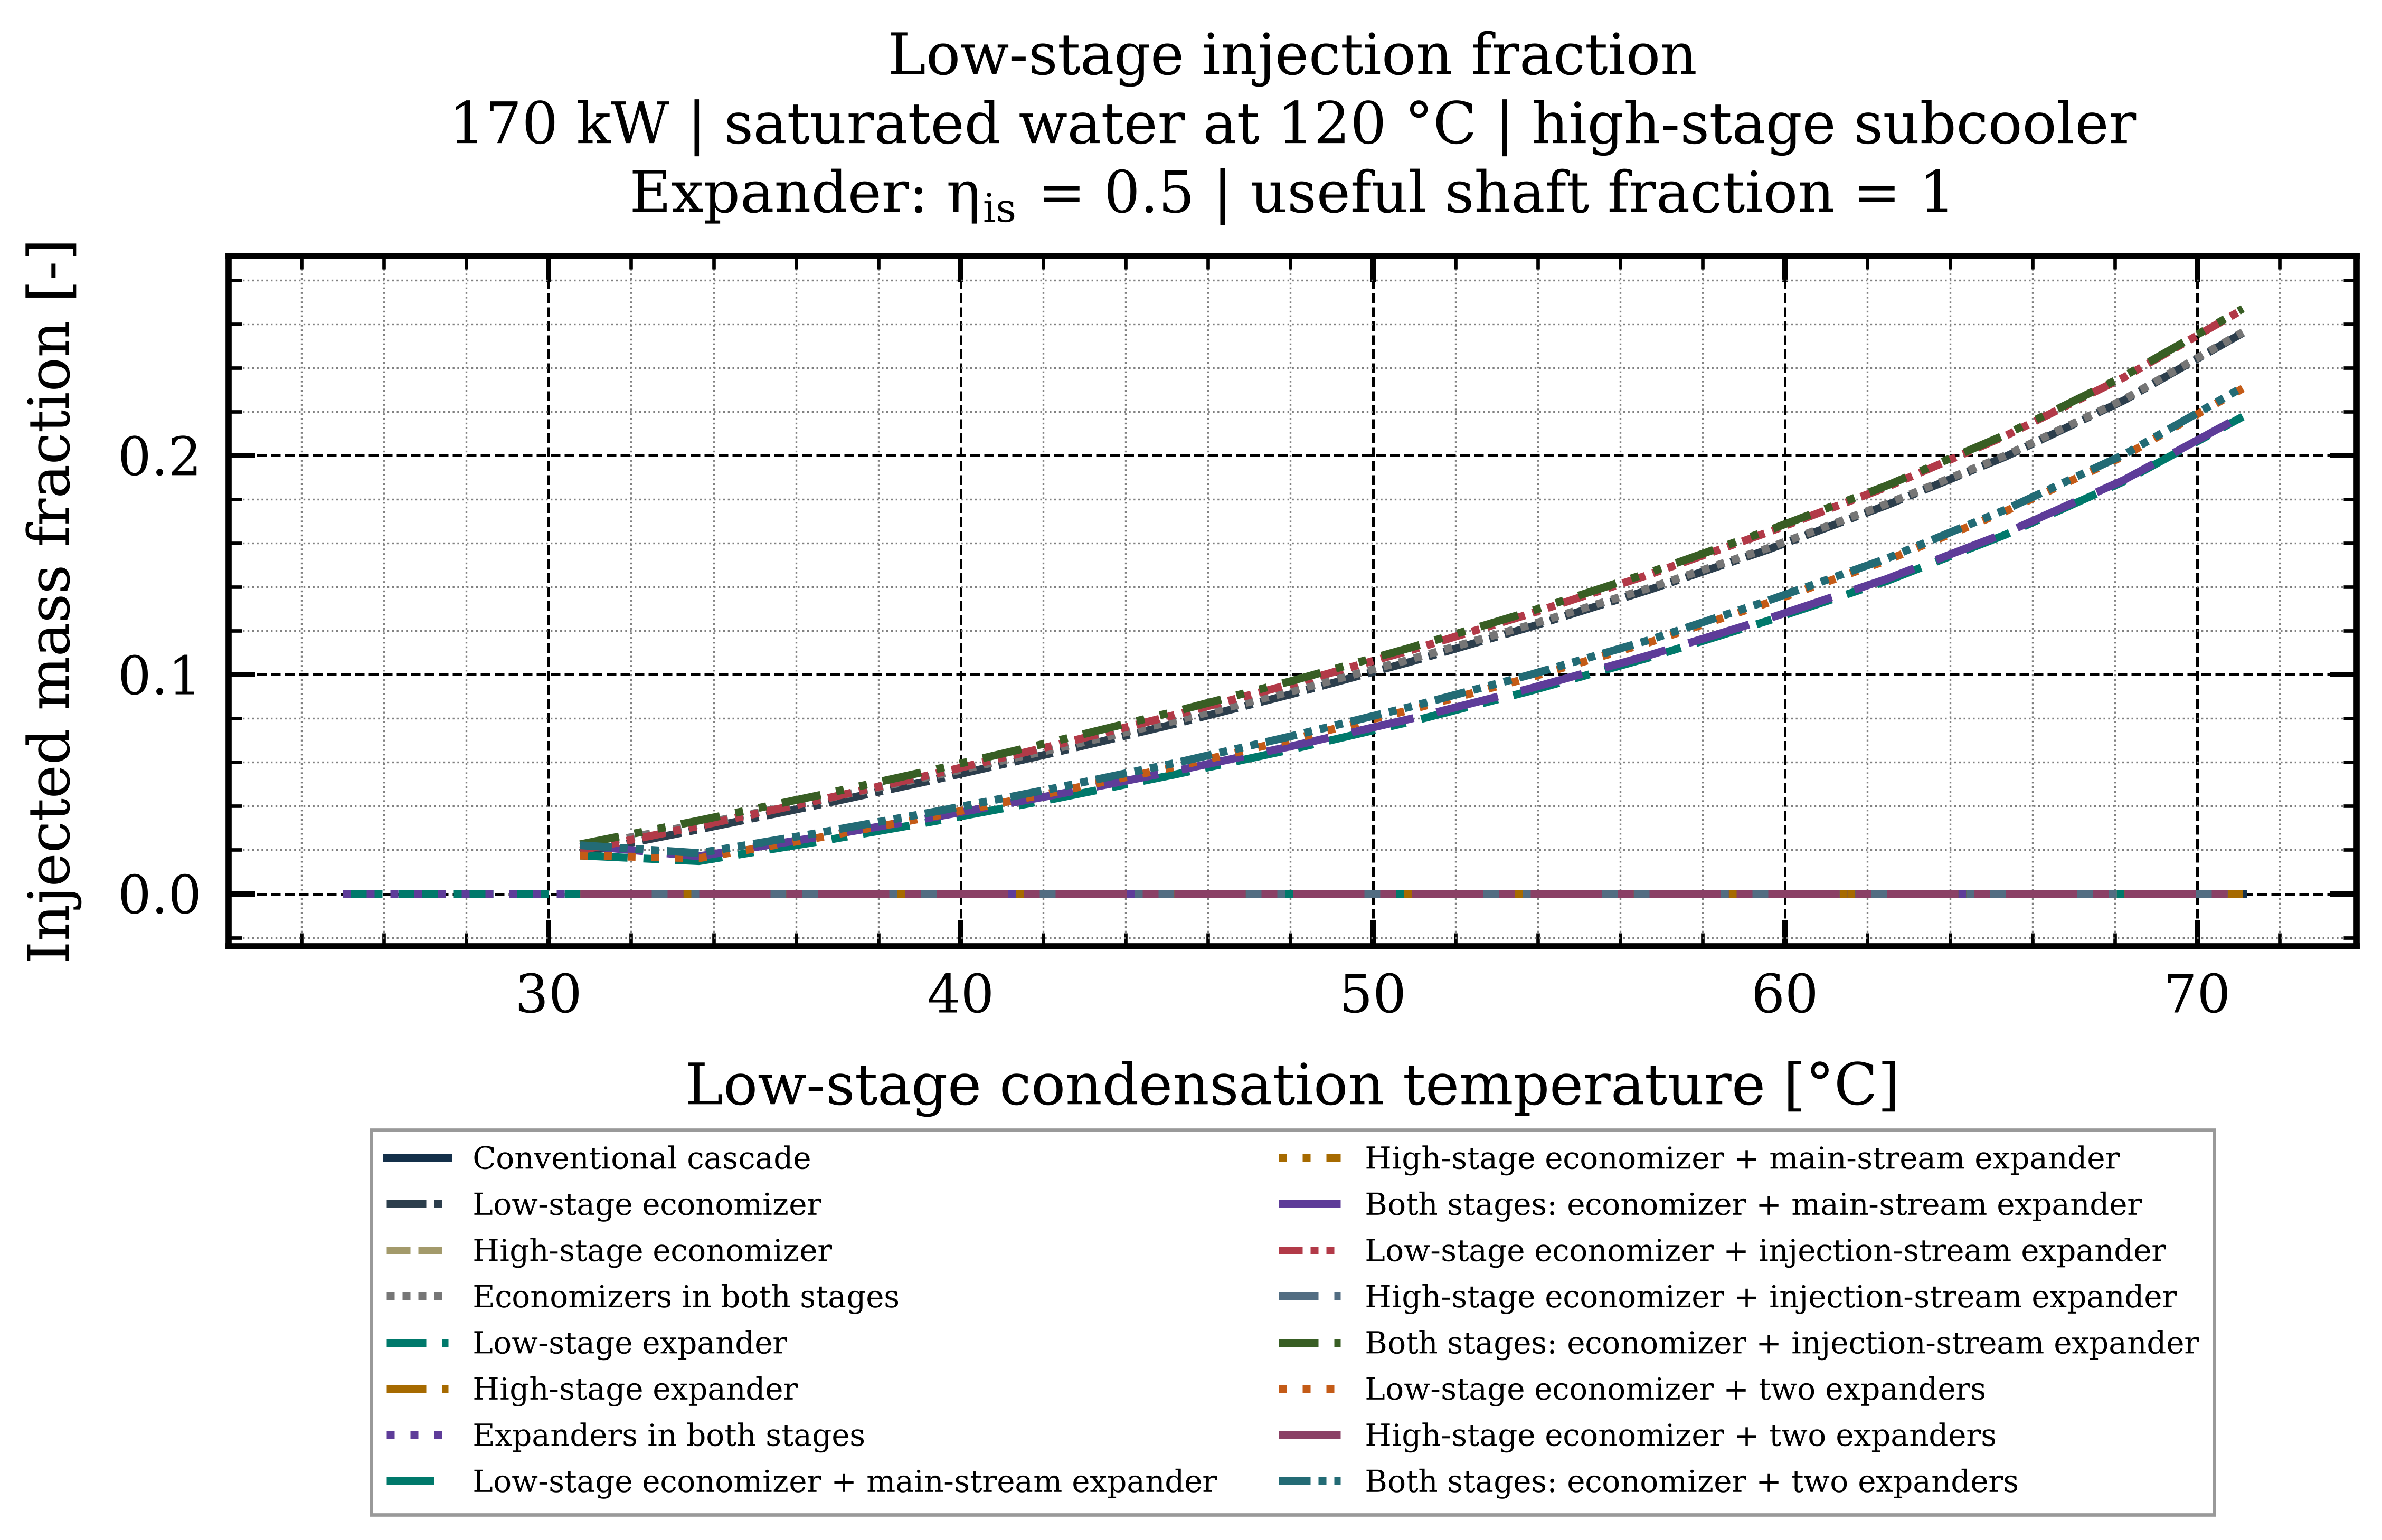 Low-stage injection fraction
170 kW | saturated water at 120 °C | high-stage subcooler
Expander: ηis = 0.5 | useful shaft fraction = 1
Injected mass fraction [-]
0.2
0.1
0.0
30 40 50 60 70
Low-stage condensation temperature [°C]
Conventional cascade
Low-stage economizer
High-stage economizer
Economizers in both stages
Low-stage expander
High-stage expander
Expanders in both stages
Low-stage economizer + main-stream expander
High-stage economizer + main-stream expander
Both stages: economizer + main-stream expander
Low-stage economizer + injection-stream expander
High-stage economizer + injection-stream expander
Both stages: economizer + injection-stream expander
Low-stage economizer + two expanders
High-stage economizer + two expanders
Both stages: economizer + two expanders